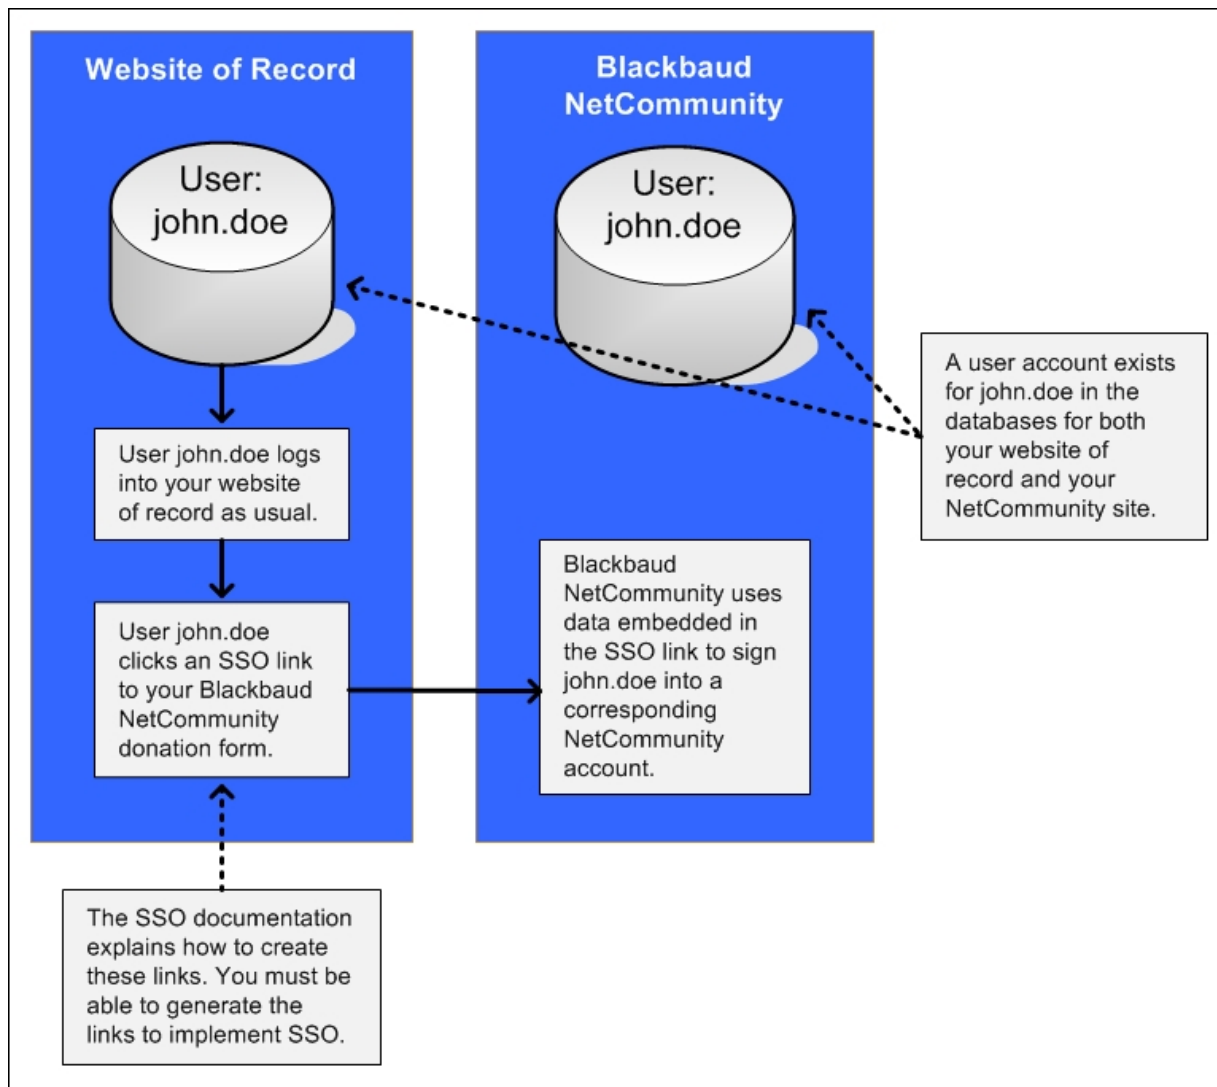 Website of Record
User:
john.doe
User john.doe logs
into your website
of record as usual.
User john.doe
clicks an SSO link
to your Blackbaud
NetCommunity
donation form.
The SSO documentation
explains how to create
these links. You must be
able to generate the
links to implement SSO.
Blackbaud
NetCommunity
User:
john.doe
Blackbaud
NetCommunity uses
data embedded in
the SSO link to sign
john.doe into a
corresponding
NetCommunity
account.
A user account exists
for john.doe in the
databases for both
your website of
record and your
NetCommunity site.